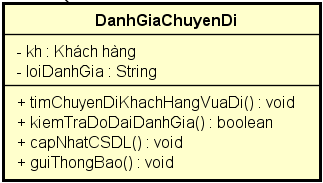 DanhGiaChuyenDi
- kh : Khách hàng
- loiDanhGia : String
+ timChuyenDiKhachHangVuaDi() : void
+ kiemTraDoDaiDanhGia() : boolean
+ capNhatCSDL() : void
+ guiThongBao() : void